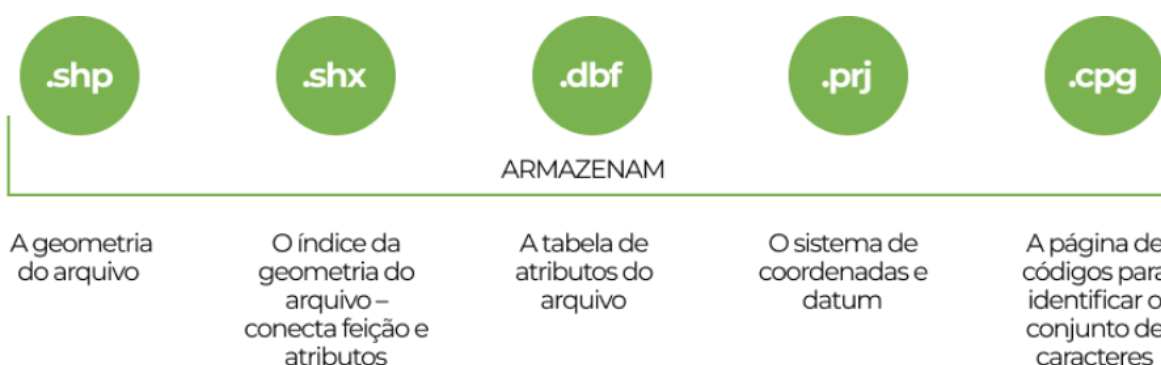 .shp
.shx
.dbf
.prj
.cpg
ARMAZENAM
A geometria
do arquivo
O índice da
geometria do
arquivo –
conecta feição e
atributos
A tabela de
atributos do
arquivo
O sistema de
coordenadas e
datum
A página de
códigos para
identificar o
conjunto de
caracteres